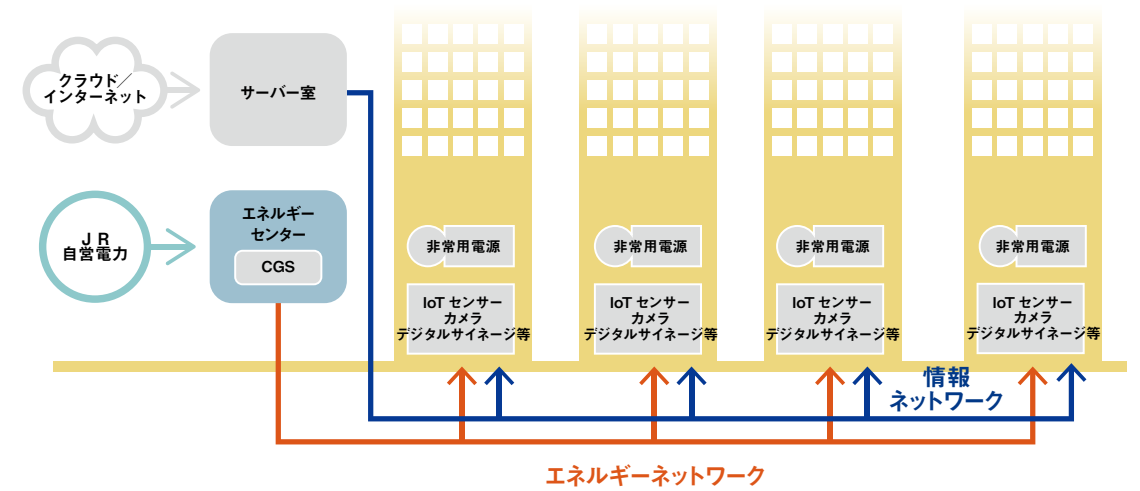 クラウド／
インターネット
サーバー室
ＪＲ
自営電力
エネルギー
センター
CGS
非常用電源
IoT センサー
カメラ
デジタルサイネージ等
非常用電源
IoT センサー
カメラ
デジタルサイネージ等
非常用電源
IoT センサー
カメラ
デジタルサイネージ等
非常用電源
IoT センサー
カメラ
デジタルサイネージ等
情報
ネットワーク
エネルギーネットワーク